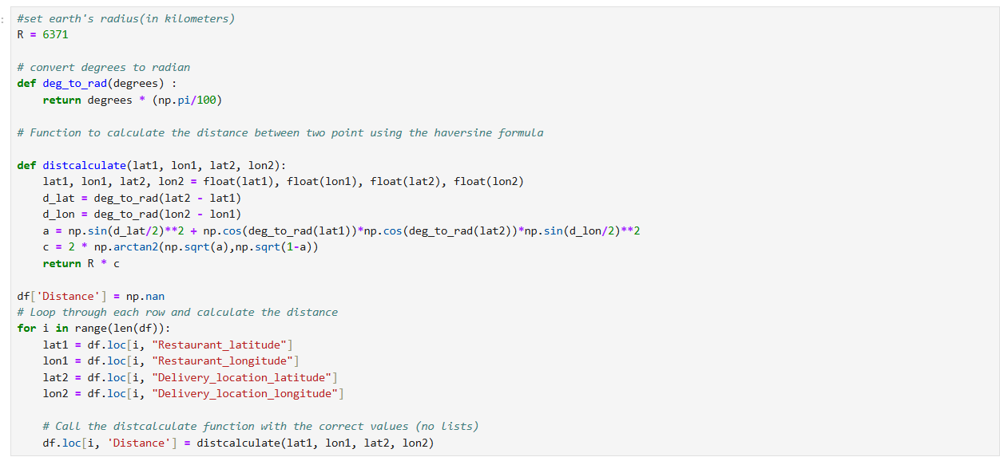 :
#set earth's radius(in kilometers)
R = 6371
# convert degrees to radian
def deg_to_rad(degrees) :
    return degrees * (np.pi/100)
# Function to calculate the distance between two point using the haversine formula
def distcalculate(lat1, lon1, lat2, lon2):
    lat1, lon1, lat2, lon2 = float(lat1), float(lon1), float(lat2), float(lon2)
    d_lat = deg_to_rad(lat2 - lat1)
    d_lon = deg_to_rad(lon2 - lon1)
    a = np.sin(d_lat/2)**2 + np.cos(deg_to_rad(lat1))*np.cos(deg_to_rad(lat2))*np.sin(d_lon/2)**2
    c = 2 * np.arctan2(np.sqrt(a),np.sqrt(1-a))
    return R * c
df['Distance'] = np.nan
# Loop through each row and calculate the distance
for i in range(len(df)):
    lat1 = df.loc[i, "Restaurant_latitude"]
    lon1 = df.loc[i, "Restaurant_longitude"]
    lat2 = df.loc[i, "Delivery_location_latitude"]
    lon2 = df.loc[i, "Delivery_location_longitude"]
    # Call the distcalculate function with the correct values (no lists)
    df.loc[i, 'Distance'] = distcalculate(lat1, lon1, lat2, lon2)